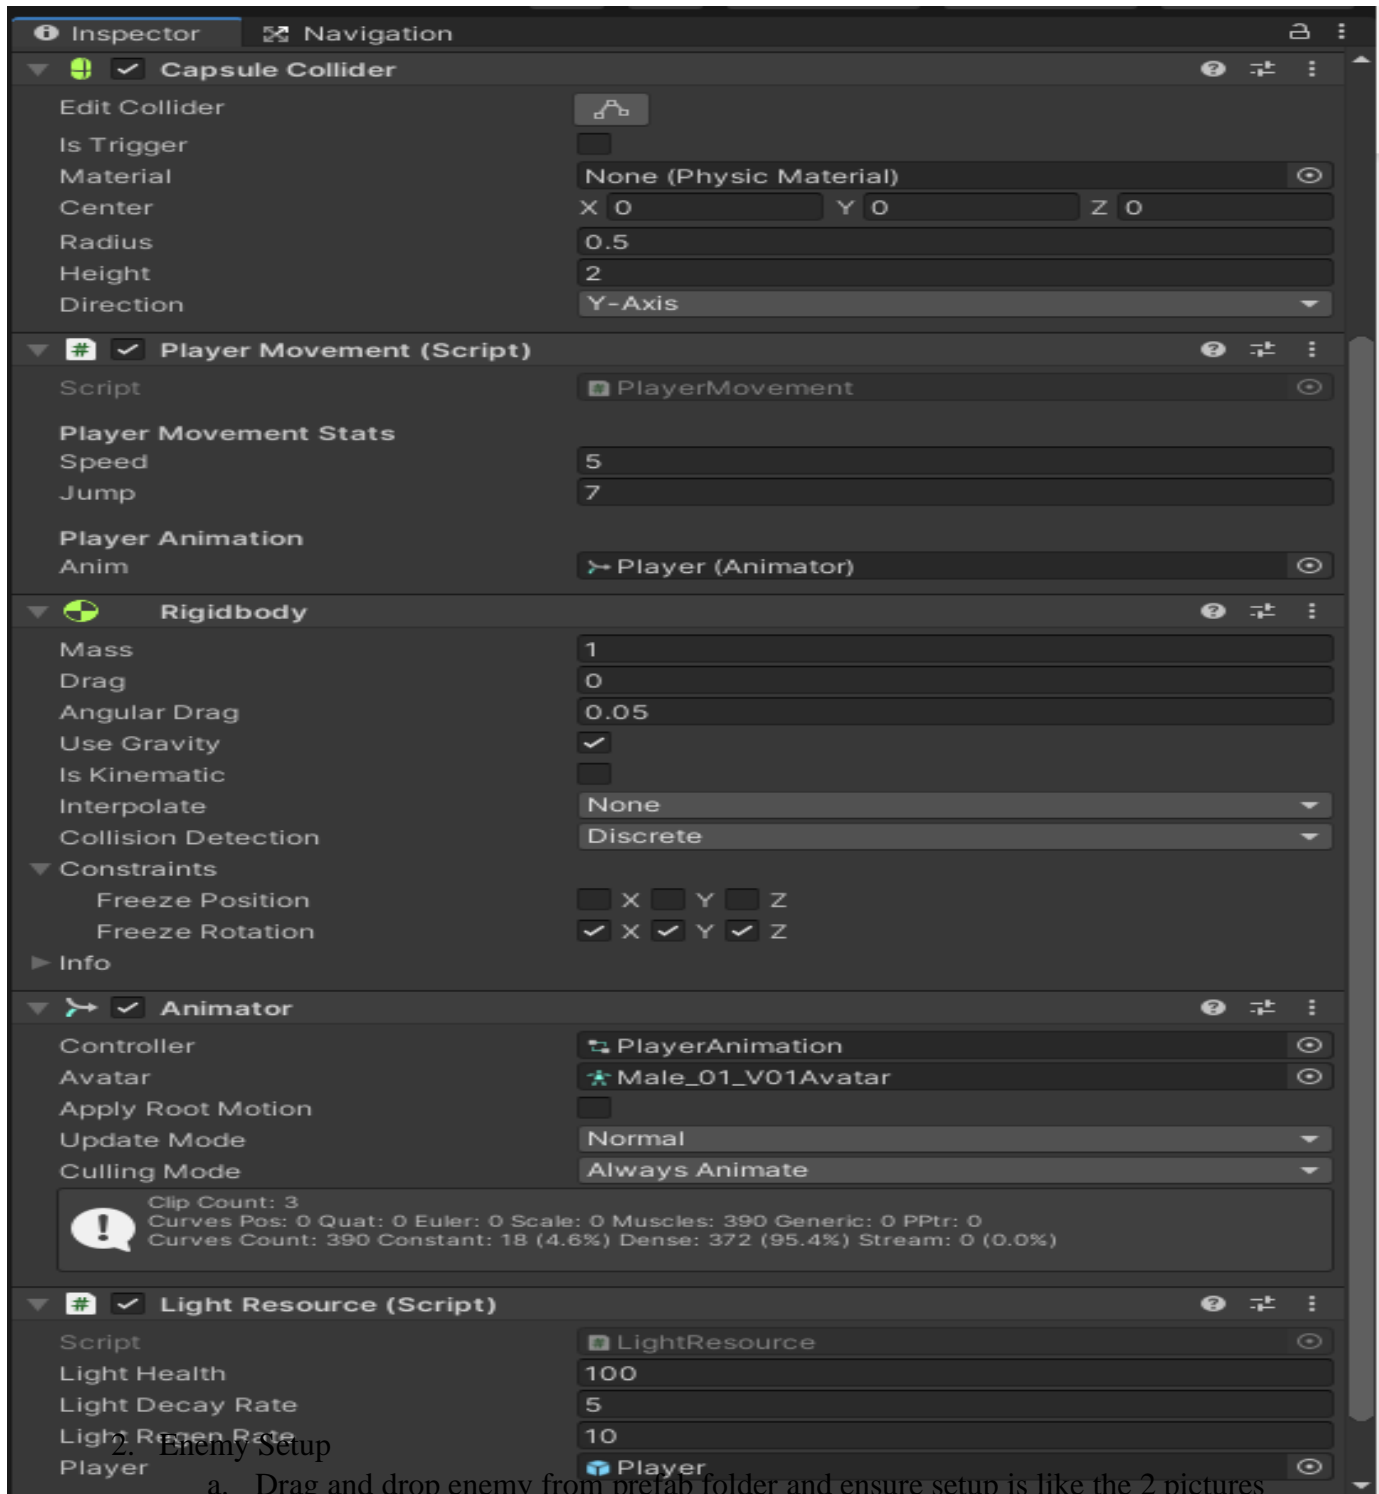 Inspector Navigation
Capsule Collider
Edit Collider
Is Trigger
Material None (Physic Material)
Center X 0 Y 0 Z 0
Radius 0.5
Height 2
Direction Y-Axis
# Player Movement (Script)
Script # PlayerMovement
Player Movement Stats
Speed 5
Jump 7
Player Animation
Anim Player (Animator)
Rigidbody
Mass 1
Drag 0
Angular Drag 0.05
Use Gravity
Is Kinematic
Interpolate None
Collision Detection Discrete
Constraints
Freeze Position X Y Z
Freeze Rotation X Y Z
Info
Animator
Controller PlayerAnimation
Avatar Male_01_V01Avatar
Apply Root Motion
Update Mode Normal
Culling Mode Always Animate
Clip Count: 3
Curves Pos: 0 Quat: 0 Euler: 0 Scale: 0 Muscles: 390 Generic: 0 PPtr: 0
Curves Count: 390 Constant: 18 (4.6%) Dense: 372 (95.4%) Stream: 0 (0.0%)
# Light Resource (Script)
Script # LightResource
Light Health 100
Light Decay Rate 5
Light Regen Rate 10
2. Enemy Setup
Player Player
a. Drag and drop enemy from prefab folder and ensure setup is like the 2 pictures